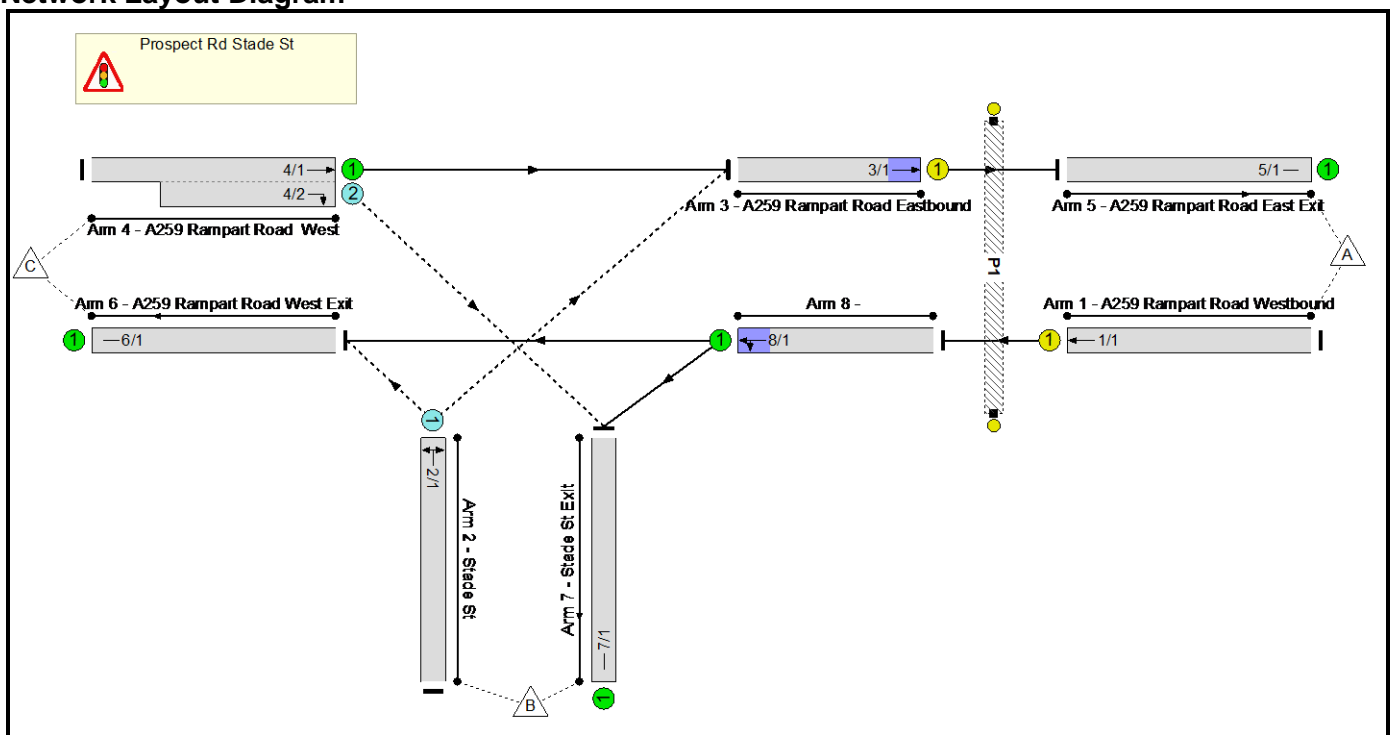 Network Layout Diagram
Prospect Rd Stade St
4/1
1
4/2
2
3/1
1
5/1
1
Arm 4 - A259 Rampart Road West
Arm 3 - A259 Rampart Road Eastbound
Arm 5 - A259 Rampart Road East Exit
C
P1
A
Arm 6 - A259 Rampart Road West Exit
Arm 8 -
Arm 1 - A259 Rampart Road Westbound
1
6/1
1
8/1
1
1/1
1
2/1
Arm 2 - Stade St
Arm 7 - Stade St Exit
7/1
B
1